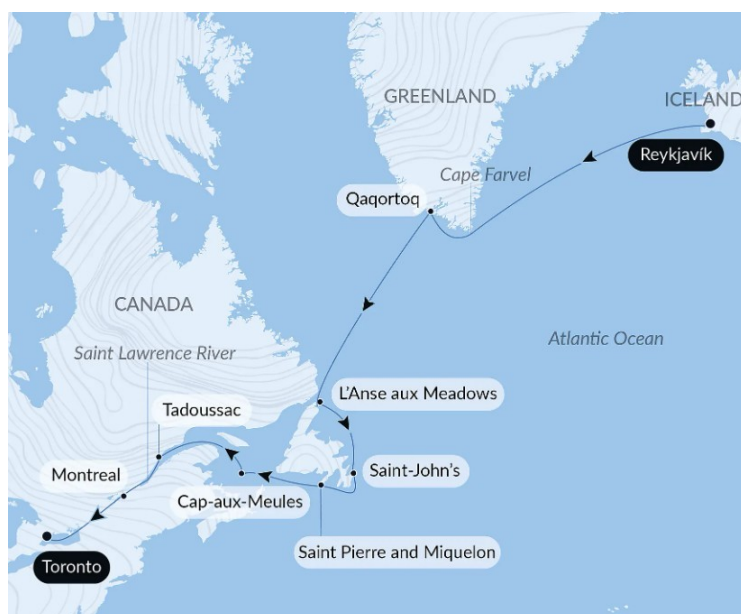 GREENLAND
ICELAND
Reykjavík
Cape Farvel
Qaqortoq
CANADA
Atlantic Ocean
Saint Lawrence River
L'Anse aux Meadows
Tadoussac
Saint-John's
Montreal
Cap-aux-Meules
Saint Pierre and Miquelon
Toronto